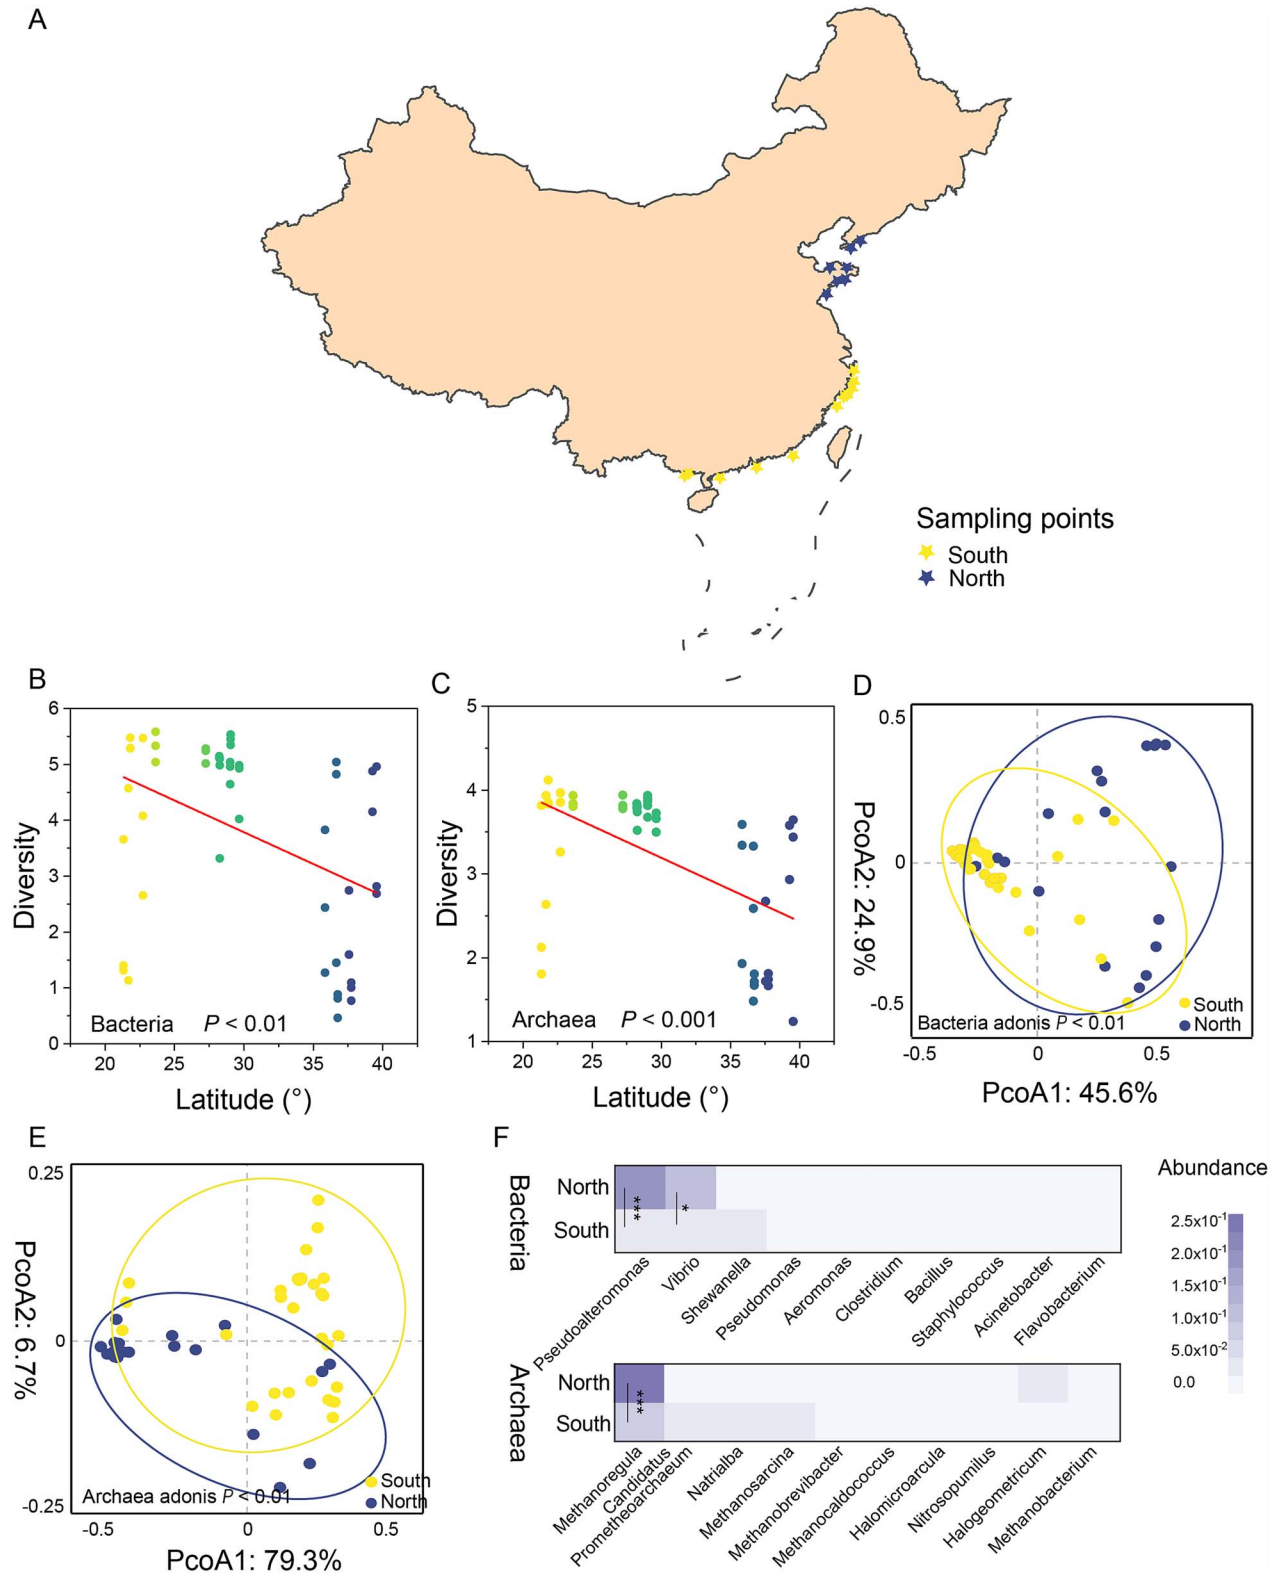 A
Sampling points
South
North
B
Diversity
6
5
4
3
2
1
0
Bacteria P < 0.01
20 25 30 35 40
Latitude (°)
C
Diversity
5
4
3
2
1
Archaea P < 0.001
20 25 30 35 40
Latitude (°)
D
PcoA2: 24.9%
0.5
0
-0.5
South
North
Bacteria adonis P < 0.01
-0.5 0 0.5
PcoA1: 45.6%
E
PcoA2: 6.7%
0.25
0
-0.25
South
North
Archaea adonis P < 0.01
-0.5 0 0.5
PcoA1: 79.3%
F
Bacteria
North
South
***
*
Pseudoalteromonas
Vibrio
Shewanella
Pseudomonas
Aeromonas
Clostridium
Bacillus
Staphylococcus
Acinetobacter
Flavobacterium
Archaea
North
South
***
Methanoregula
Candidatus
Prometheoarchaeum
Natrialba
Methanosarcina
Methanobrevibacter
Methanocaldococcus
Halomicroarcula
Nitrosopumilus
Halogeometricum
Methanobacterium
Abundance
2.5x10-1
2.0x10-1
1.5x10-1
1.0x10-1
5.0x10-2
0.0